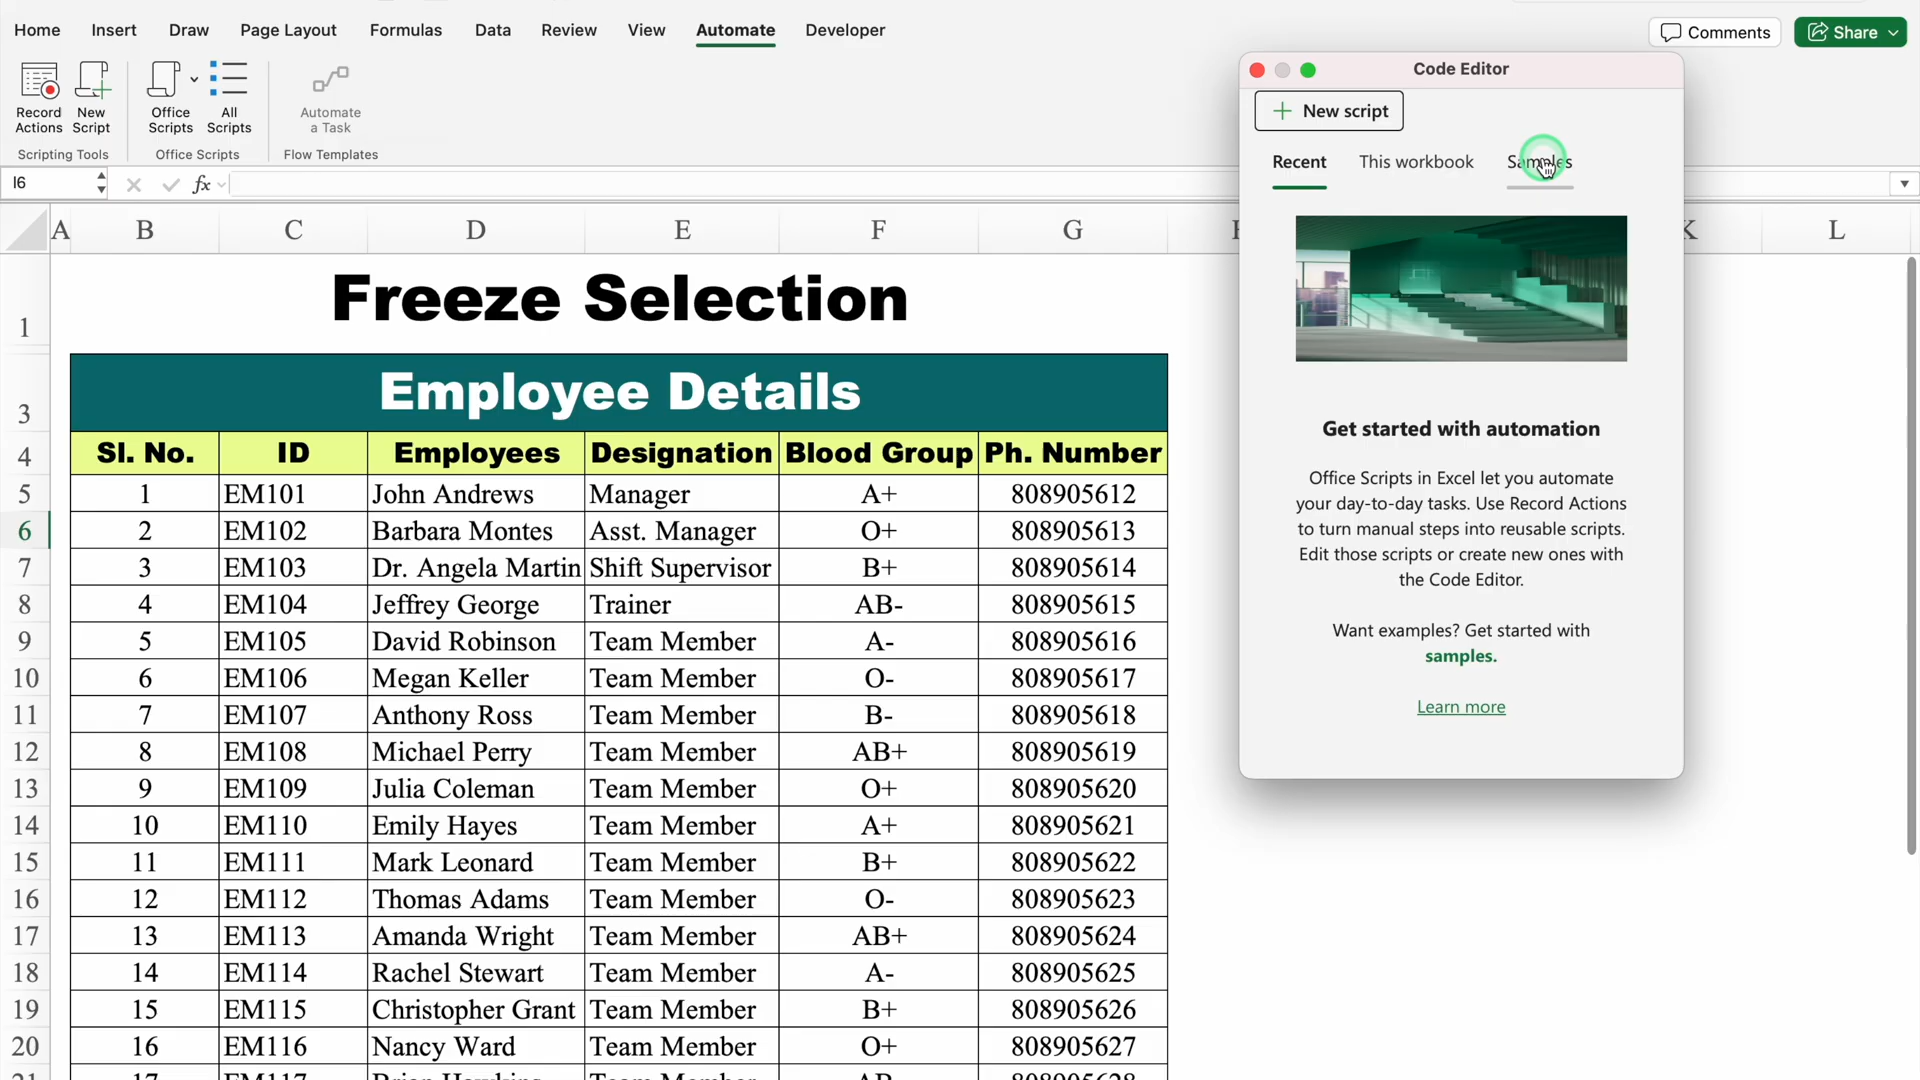 Home Insert Draw Page Layout Formulas Data Review View Automate Developer
Comments Share
Record Actions
New Script
Office Scripts
All Scripts
Automate a Task
Scripting Tools Office Scripts Flow Templates
I6 fx
A B C D E F G K L
1 Freeze Selection
3 Employee Details
4 Sl. No. ID Employees Designation Blood Group Ph. Number
5 1 EM101 John Andrews Manager A+ 808905612
6 2 EM102 Barbara Montes Asst. Manager O+ 808905613
7 3 EM103 Dr. Angela Martin Shift Supervisor B+ 808905614
8 4 EM104 Jeffrey George Trainer AB- 808905615
9 5 EM105 David Robinson Team Member A- 808905616
10 6 EM106 Megan Keller Team Member O- 808905617
11 7 EM107 Anthony Ross Team Member B- 808905618
12 8 EM108 Michael Perry Team Member AB+ 808905619
13 9 EM109 Julia Coleman Team Member O+ 808905620
14 10 EM110 Emily Hayes Team Member A+ 808905621
15 11 EM111 Mark Leonard Team Member B+ 808905622
16 12 EM112 Thomas Adams Team Member O- 808905623
17 13 EM113 Amanda Wright Team Member AB+ 808905624
18 14 EM114 Rachel Stewart Team Member A- 808905625
19 15 EM115 Christopher Grant Team Member B+ 808905626
20 16 EM116 Nancy Ward Team Member O+ 808905627
Code Editor
New script
Recent This workbook Samples
Get started with automation
Office Scripts in Excel let you automate
your day-to-day tasks. Use Record Actions
to turn manual steps into reusable scripts.
Edit those scripts or create new ones with
the Code Editor.
Want examples? Get started with
samples.
Learn more